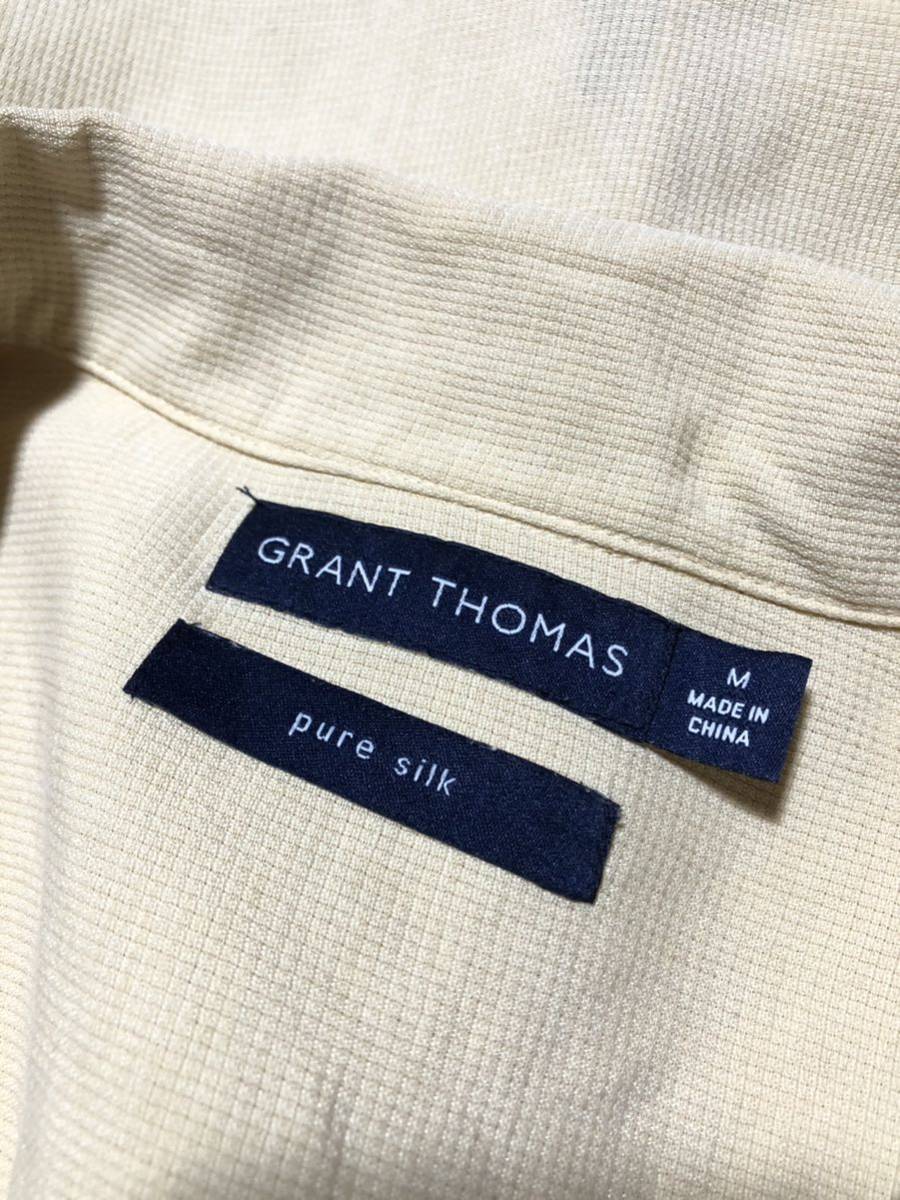 GRANT THOMAS
M
MADE IN
CHINA
pure silk